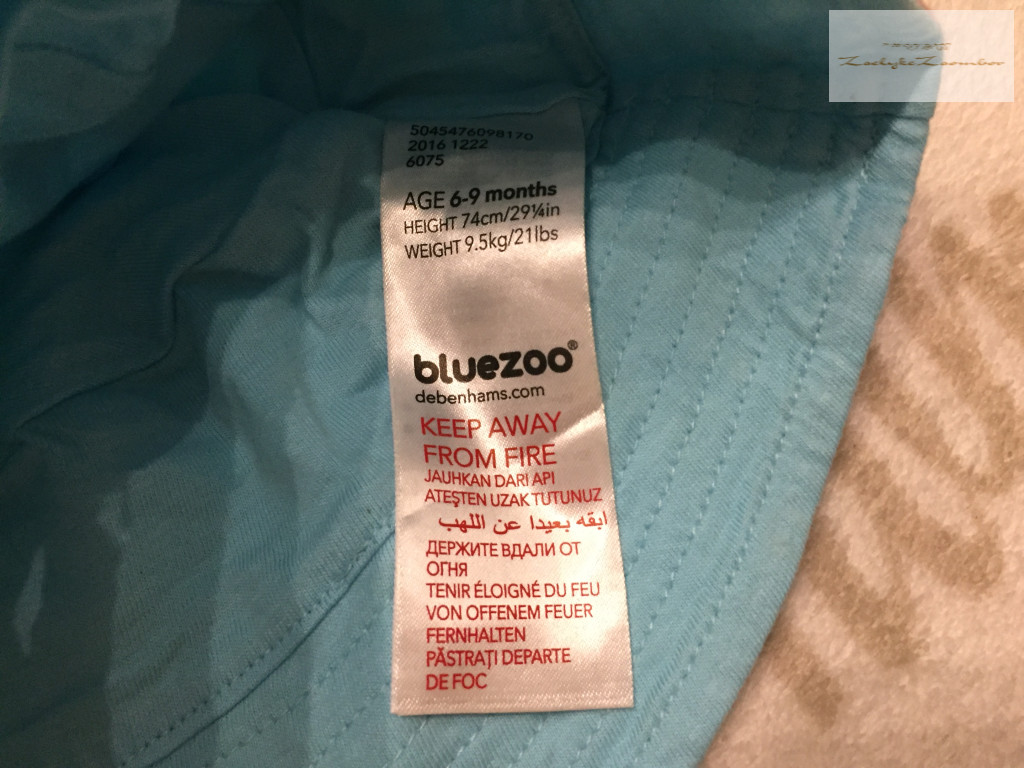 5045476098170
2016 1222
6075
AGE 6-9 months
HEIGHT 74cm/29¼in
WEIGHT 9.5kg/21lbs
bluezoo®
debenhams.com
KEEP AWAY
FROM FIRE
JAUHKAN DARI API
ATEŞTEN UZAK TUTUNUZ
ابقه بعيدا عن اللهب
ДЕРЖИТЕ ВДАЛИ ОТ
ОГНЯ
TENIR ÉLOIGNÉ DU FEU
VON OFFENEM FEUER
FERNHALTEN
PĂSTRAŢI DEPARTE
DE FOC